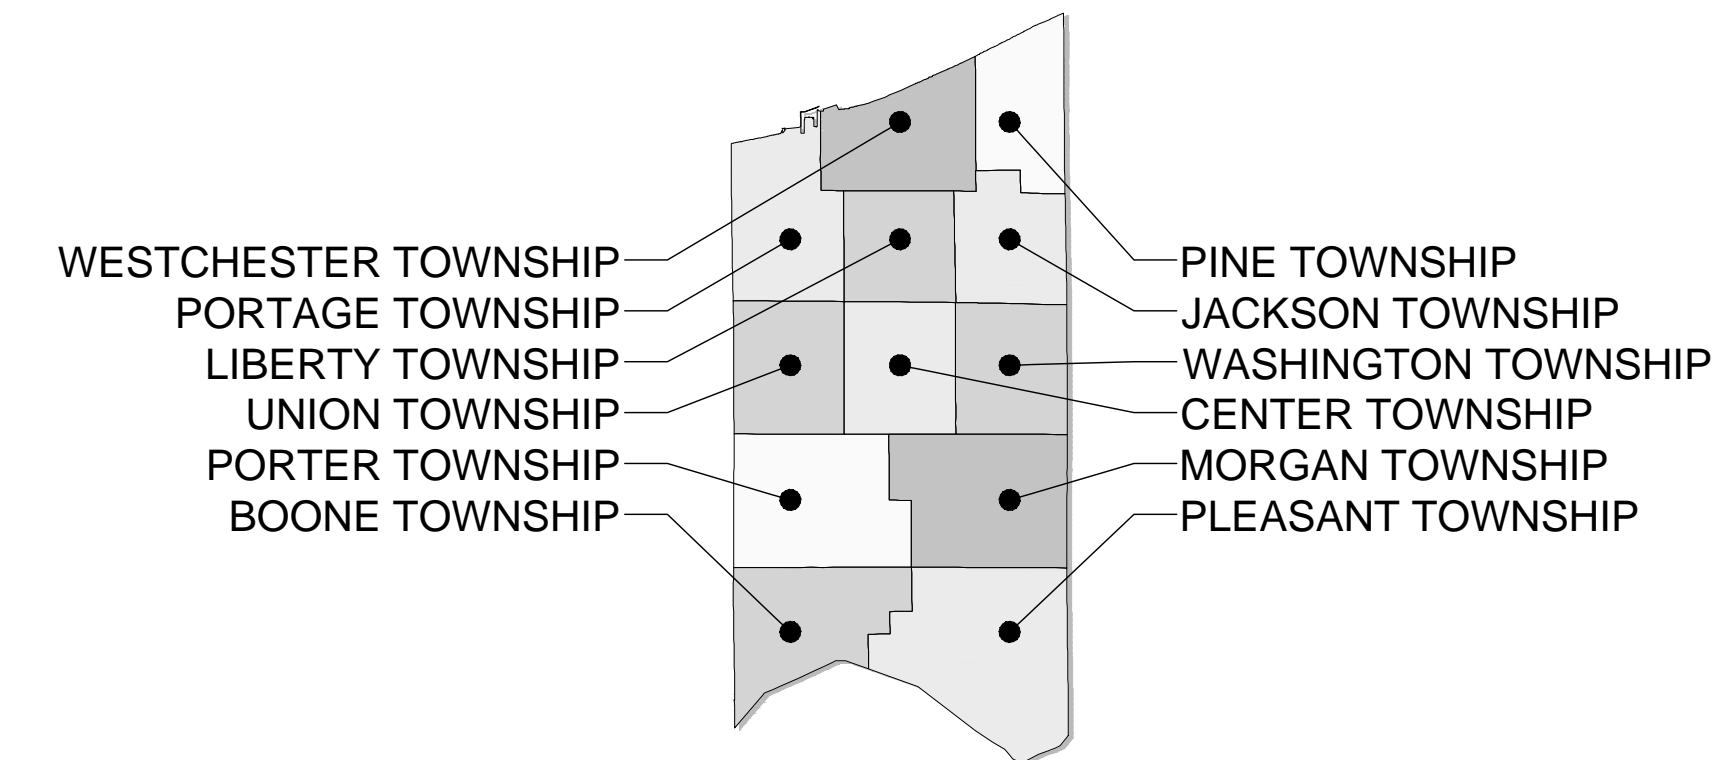 WESTCHESTER TOWNSHIP
PORTAGE TOWNSHIP
LIBERTY TOWNSHIP
UNION TOWNSHIP
PORTER TOWNSHIP
BOONE TOWNSHIP
PINE TOWNSHIP
JACKSON TOWNSHIP
WASHINGTON TOWNSHIP
CENTER TOWNSHIP
MORGAN TOWNSHIP
PLEASANT TOWNSHIP